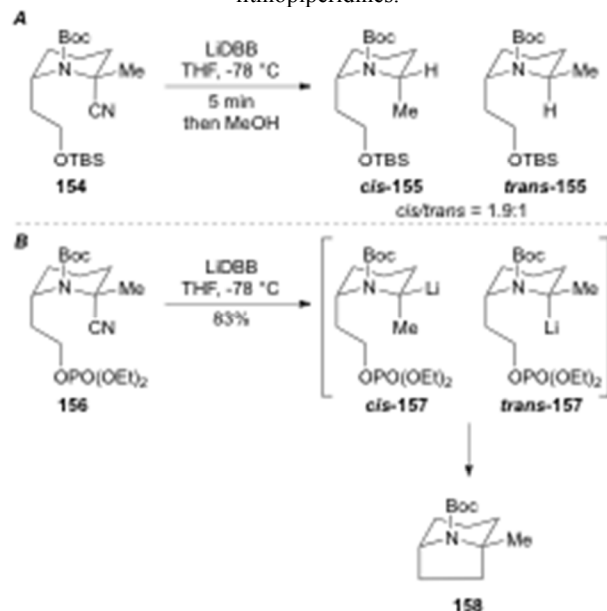 lithiopiperidines.
A
Boc
N
Me
CN
OTBS
154
LiDBB
THF, -78 °C
5 min
then MeOH
Boc
N
H
Me
OTBS
cis-155
Boc
N
Me
H
OTBS
trans-155
cis/trans = 1.9:1
B
Boc
N
Me
CN
OPO(OEt)2
156
LiDBB
THF, -78 °C
83%
Boc
N
Li
Me
OPO(OEt)2
cis-157
Boc
N
Me
Li
OPO(OEt)2
trans-157
Boc
N
Me
158